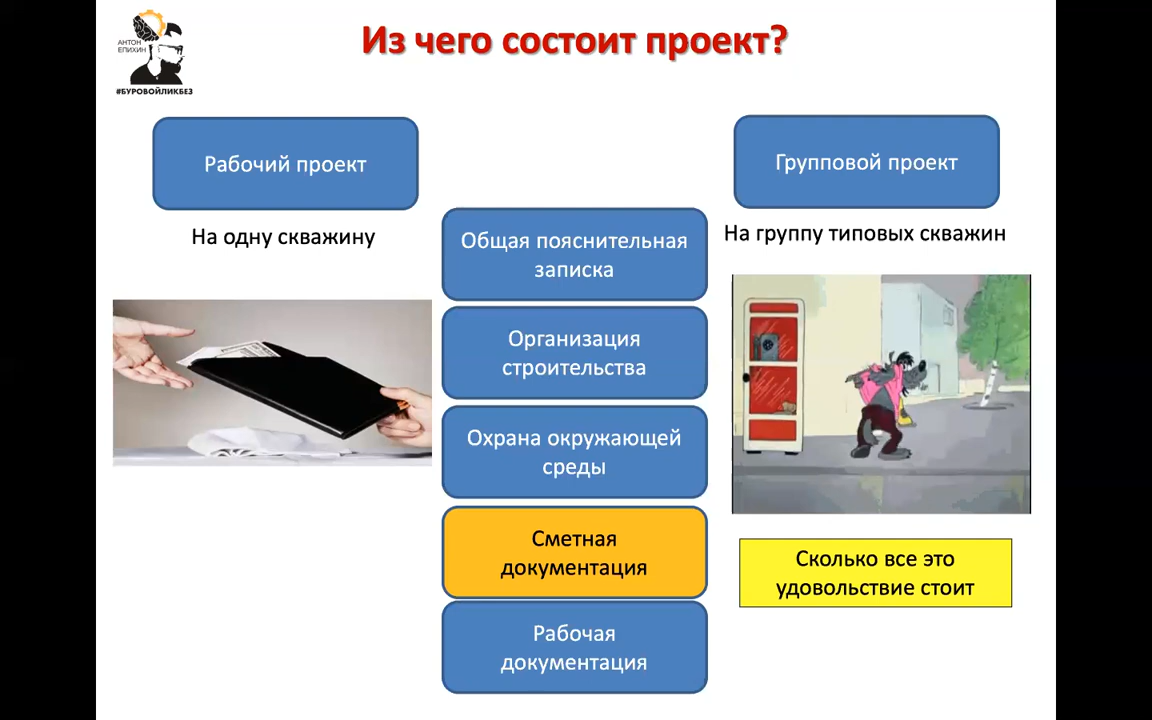 АНТОН
ЕПИХИН
#БУРОВОЙЛИКБЕЗ
Из чего состоит проект?
Рабочий проект
На одну скважину
Групповой проект
На группу типовых скважин
Общая пояснительная
записка
Организация
строительства
Охрана окружающей
среды
Сметная
документация
Рабочая
документация
Сколько все это
удовольствие стоит